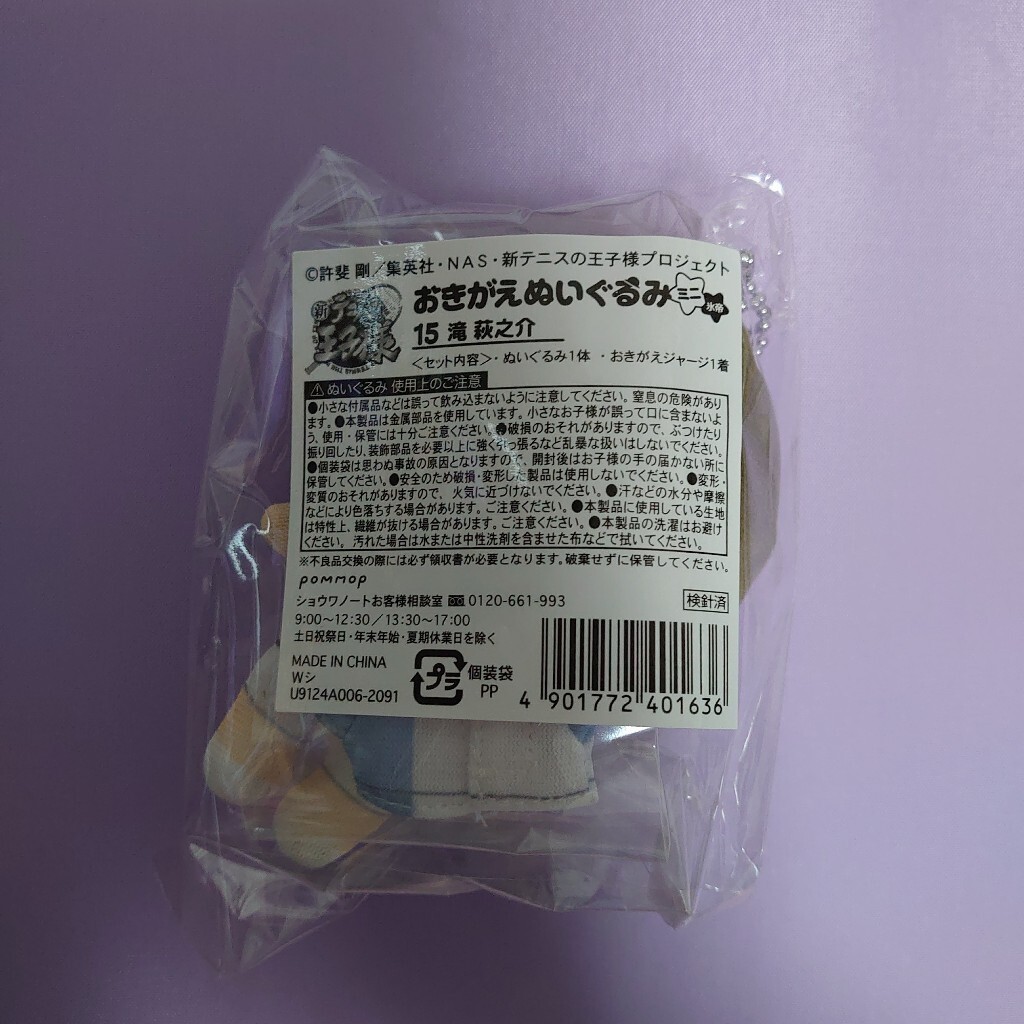 ©許斐 剛／集英社・NAS・新テニスの王子様プロジェクト
新テニスの王子様
おきがえぬいぐるみミニ 氷帝
15 滝 萩之介
＜セット内容＞・ぬいぐるみ1体 ・おきがえジャージ1着
⚠ぬいぐるみ 使用上のご注意
●小さな付属品などは誤って飲み込まないように注意してください。窒息の危険があり
ます。●本製品は金属部品を使用しています。小さなお子様が誤って口に含まないよ
う、使用・保管には十分ご注意ください。●破損のおそれがありますので、ぶつけたり
振り回したり、装飾部品を必要以上に強く引っ張るなど乱暴な扱いはしないでください。
●個装袋は思わぬ事故の原因となりますので、開封後はお子様の手の届かない所に
保管してください。●安全のため破損・変形した製品は使用しないでください。●変形・
変質のおそれがありますので、火気に近づけないでください。●汗などの水分や摩擦
などにより色落ちする場合があります。ご注意ください。●本製品に使用している生地
は特性上、繊維が抜ける場合があります。ご注意ください。●本製品の洗濯はお避け
ください。汚れた場合は水または中性洗剤を含ませた布などで拭いてください。
※不良品交換の際には必ず領収書が必要となります。破棄せずに保管してください。
pommop
ショウワノートお客様相談室 ☎0120-661-993
検針済
9:00〜12:30／13:30〜17:00
土日祝祭日・年末年始・夏期休業日を除く
MADE IN CHINA
Wシ
U9124A006-2091
プラ
個装袋
PP
4 901772 401636